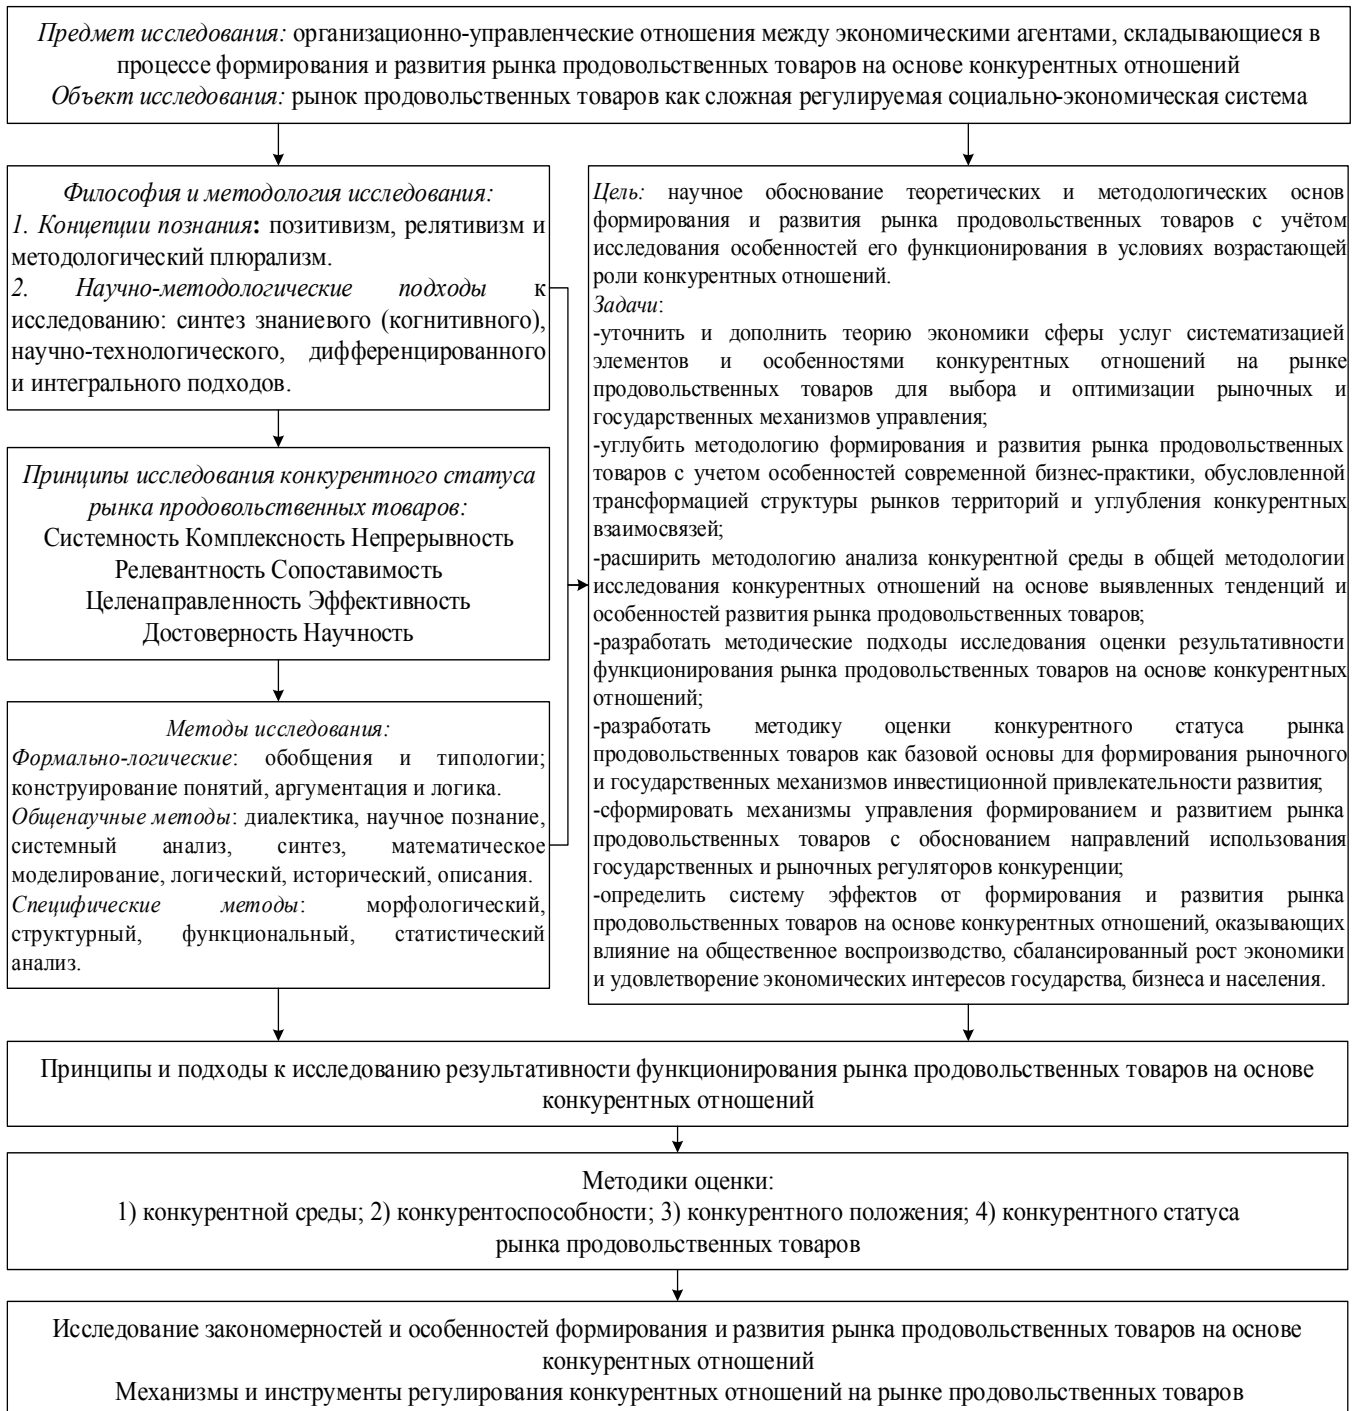 Предмет исследования: организационно-управленческие отношения между экономическими агентами, складывающиеся в
процессе формирования и развития рынка продовольственных товаров на основе конкурентных отношений
Объект исследования: рынок продовольственных товаров как сложная регулируемая социально-экономическая система
Философия и методология исследования:
1. Концепции познания: позитивизм, релятивизм и
методологический плюрализм.
2. Научно-методологические подходы к
исследованию: синтез знаниевого (когнитивного),
научно-технологического, дифференцированного
и интегрального подходов.
Принципы исследования конкурентного статуса
рынка продовольственных товаров:
Системность Комплексность Непрерывность
Релевантность Сопоставимость
Целенаправленность Эффективность
Достоверность Научность
Методы исследования:
Формально-логические: обобщения и типологии;
конструирование понятий, аргументация и логика.
Общенаучные методы: диалектика, научное познание,
системный анализ, синтез, математическое
моделирование, логический, исторический, описания.
Специфические методы: морфологический,
структурный, функциональный, статистический
анализ.
Цель: научное обоснование теоретических и методологических основ
формирования и развития рынка продовольственных товаров с учётом
исследования особенностей его функционирования в условиях возрастающей
роли конкурентных отношений.
Задачи:
-уточнить и дополнить теорию экономики сферы услуг систематизацией
элементов и особенностями конкурентных отношений на рынке
продовольственных товаров для выбора и оптимизации рыночных и
государственных механизмов управления;
-углубить методологию формирования и развития рынка продовольственных
товаров с учетом особенностей современной бизнес-практики, обусловленной
трансформацией структуры рынков территорий и углубления конкурентных
взаимосвязей;
-расширить методологию анализа конкурентной среды в общей методологии
исследования конкурентных отношений на основе выявленных тенденций и
особенностей развития рынка продовольственных товаров;
-разработать методические подходы исследования оценки результативности
функционирования рынка продовольственных товаров на основе конкурентных
отношений;
-разработать методику оценки конкурентного статуса рынка
продовольственных товаров как базовой основы для формирования рыночного
и государственных механизмов инвестиционной привлекательности развития;
-сформировать механизмы управления формированием и развитием рынка
продовольственных товаров с обоснованием направлений использования
государственных и рыночных регуляторов конкуренции;
-определить систему эффектов от формирования и развития рынка
продовольственных товаров на основе конкурентных отношений, оказывающих
влияние на общественное воспроизводство, сбалансированный рост экономики
и удовлетворение экономических интересов государства, бизнеса и населения.
Принципы и подходы к исследованию результативности функционирования рынка продовольственных товаров на основе
конкурентных отношений
Методики оценки:
1) конкурентной среды; 2) конкурентоспособности; 3) конкурентного положения; 4) конкурентного статуса
рынка продовольственных товаров
Исследование закономерностей и особенностей формирования и развития рынка продовольственных товаров на основе
конкурентных отношений
Механизмы и инструменты регулирования конкурентных отношений на рынке продовольственных товаров